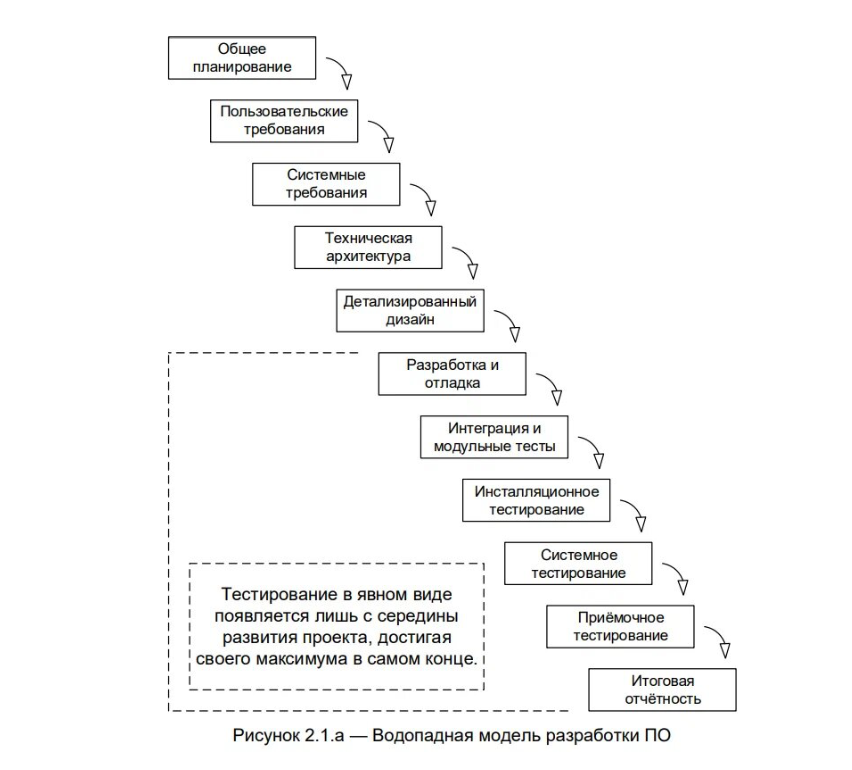 Общее
планирование
Пользовательские
требования
Системные
требования
Техническая
архитектура
Детализированный
дизайн
Разработка и
отладка
Интеграция и
модульные тесты
Инсталляционное
тестирование
Системное
тестирование
Тестирование в явном виде
появляется лишь с середины
развития проекта, достигая
своего максимума в самом конце.
Приёмочное
тестирование
Итоговая
отчётность
Рисунок 2.1.a — Водопадная модель разработки ПО